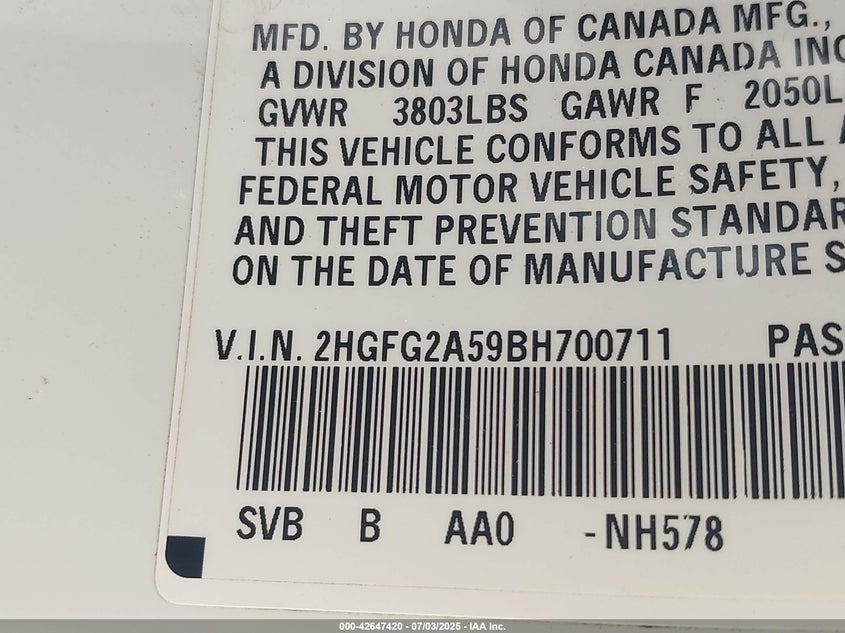 MFD. BY HONDA OF CANADA MFG.,
A DIVISION OF HONDA CANADA INC
GVWR 3803LBS GAWR F 2050L
THIS VEHICLE CONFORMS TO ALL A
FEDERAL MOTOR VEHICLE SAFETY,
AND THEFT PREVENTION STANDAR
ON THE DATE OF MANUFACTURE S
V.I.N. 2HGFG2A59BH700711 PAS
SVB B AA0 -NH578
000-42647420 - 07/03/2025 - IAA Inc.